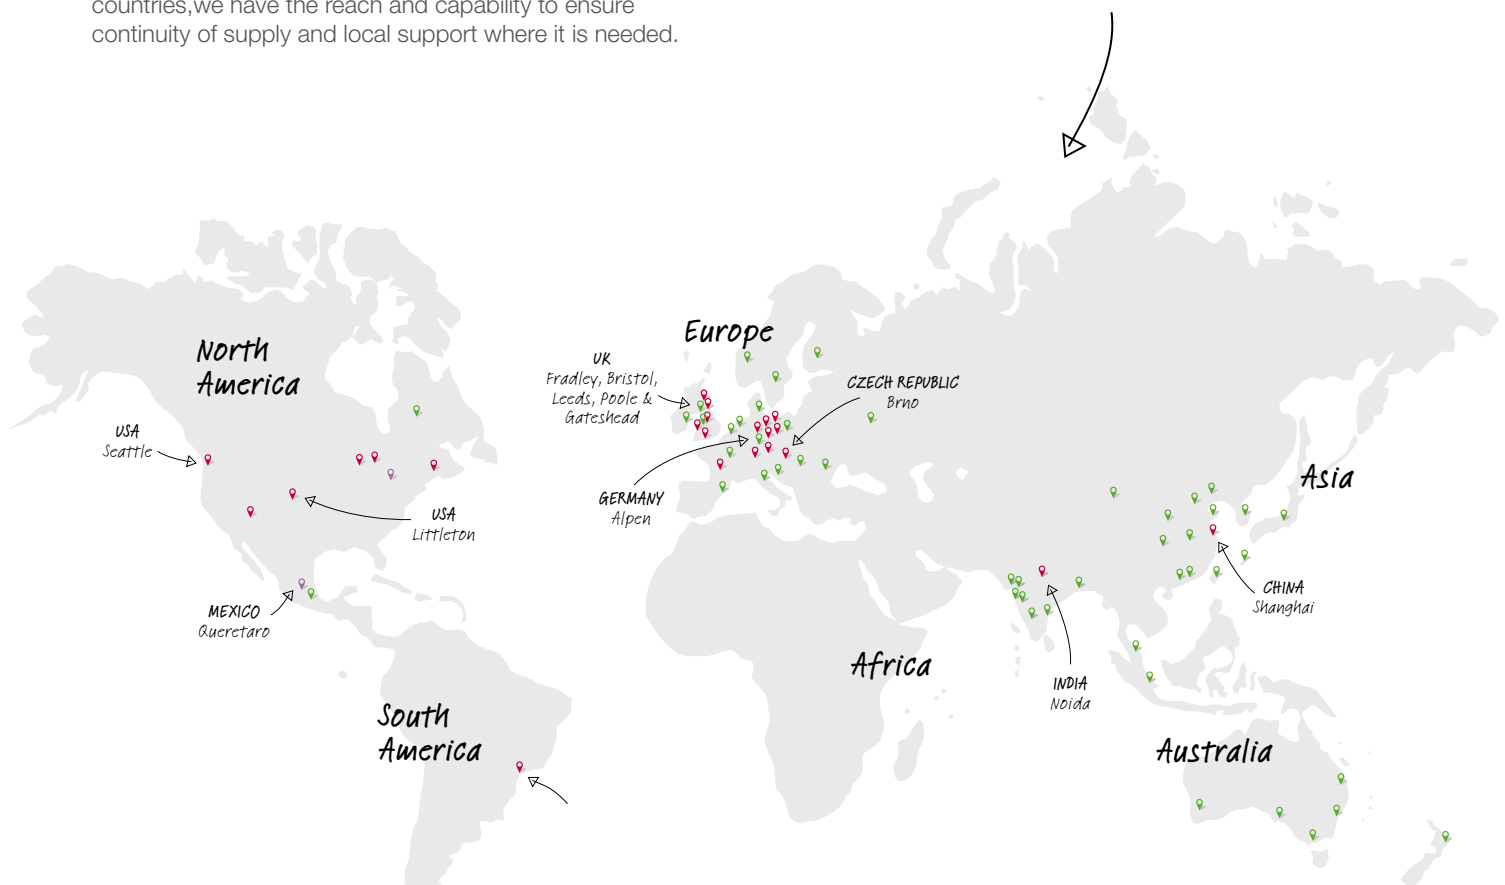 countries,we have the reach and capability to ensure
continuity of supply and local support where it is needed.
Europe
North
America
UK
Fradley, Bristol,
Leeds, Poole &
Gateshead
CZECH REPUBLIC
Brno
USA
Seattle
Asia
GERMANY
Alpen
USA
Littleton
CHINA
Shanghai
MEXICO
Queretaro
Africa
INDIA
Noida
South
America
Australia